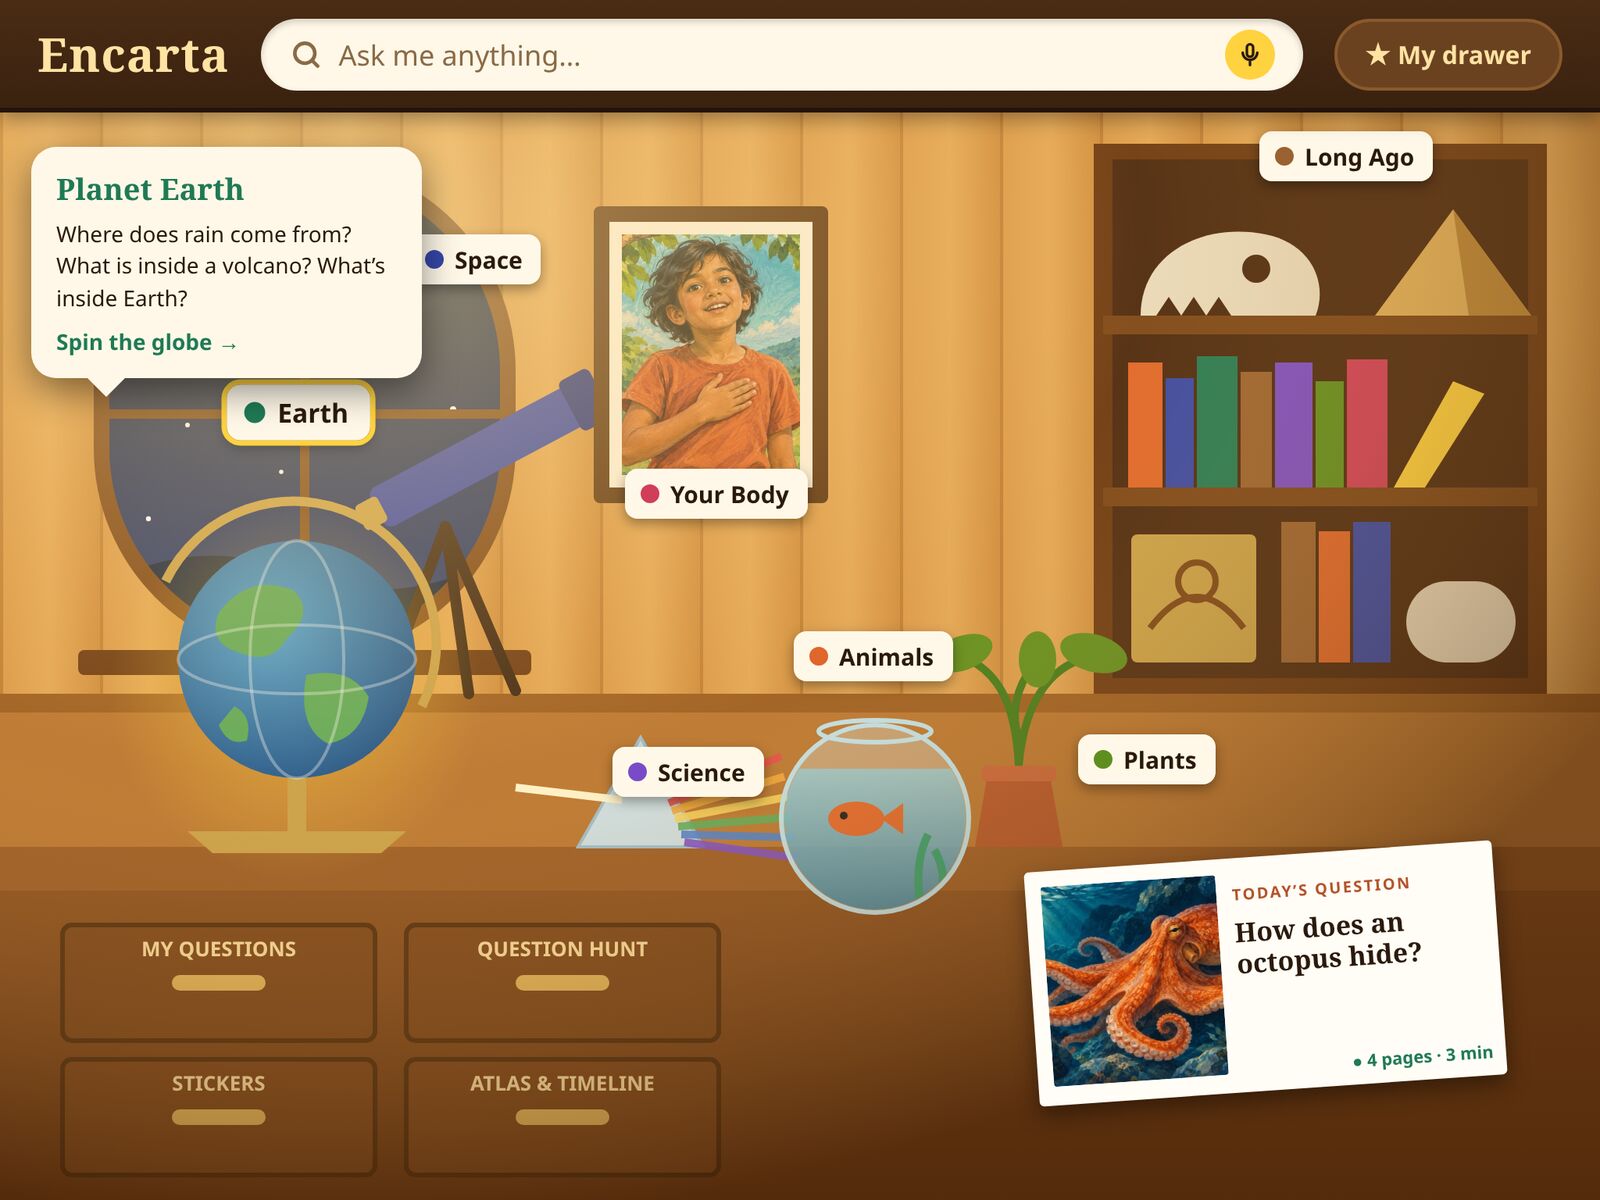 Encarta
Ask me anything...
★ My drawer
Long Ago
Planet Earth
Where does rain come from?
What is inside a volcano? What’s
inside Earth?
Spin the globe →
Space
Earth
Your Body
Animals
Science
Plants
TODAY’S QUESTION
How does an
octopus hide?
• 4 pages · 3 min
MY QUESTIONS
QUESTION HUNT
STICKERS
ATLAS & TIMELINE